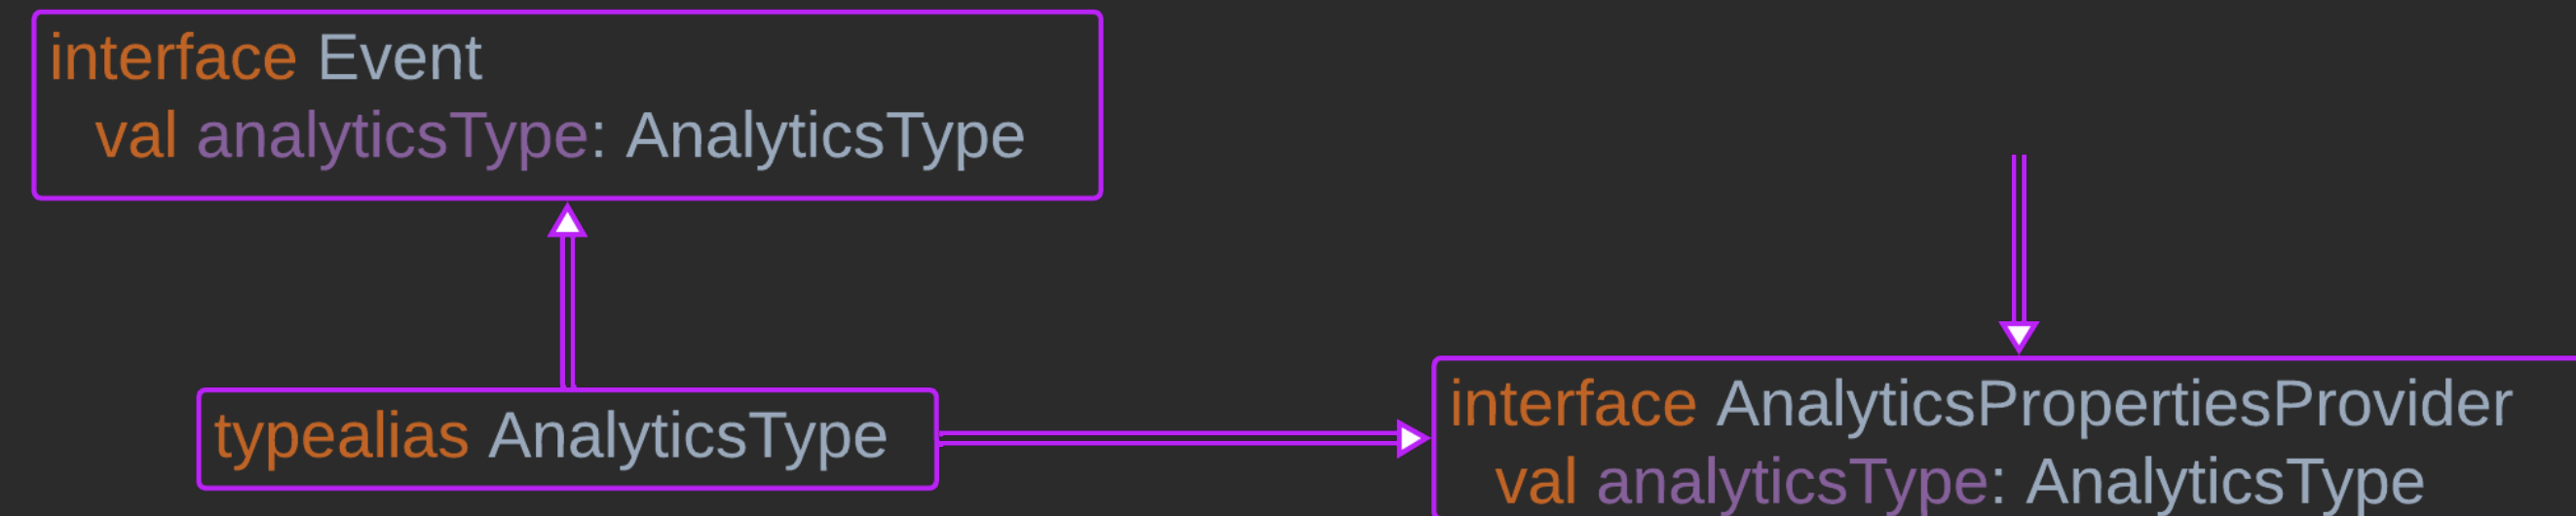 interface Event
val analyticsType: AnalyticsType
typealias AnalyticsType
interface AnalyticsPropertiesProvider
val analyticsType: AnalyticsType